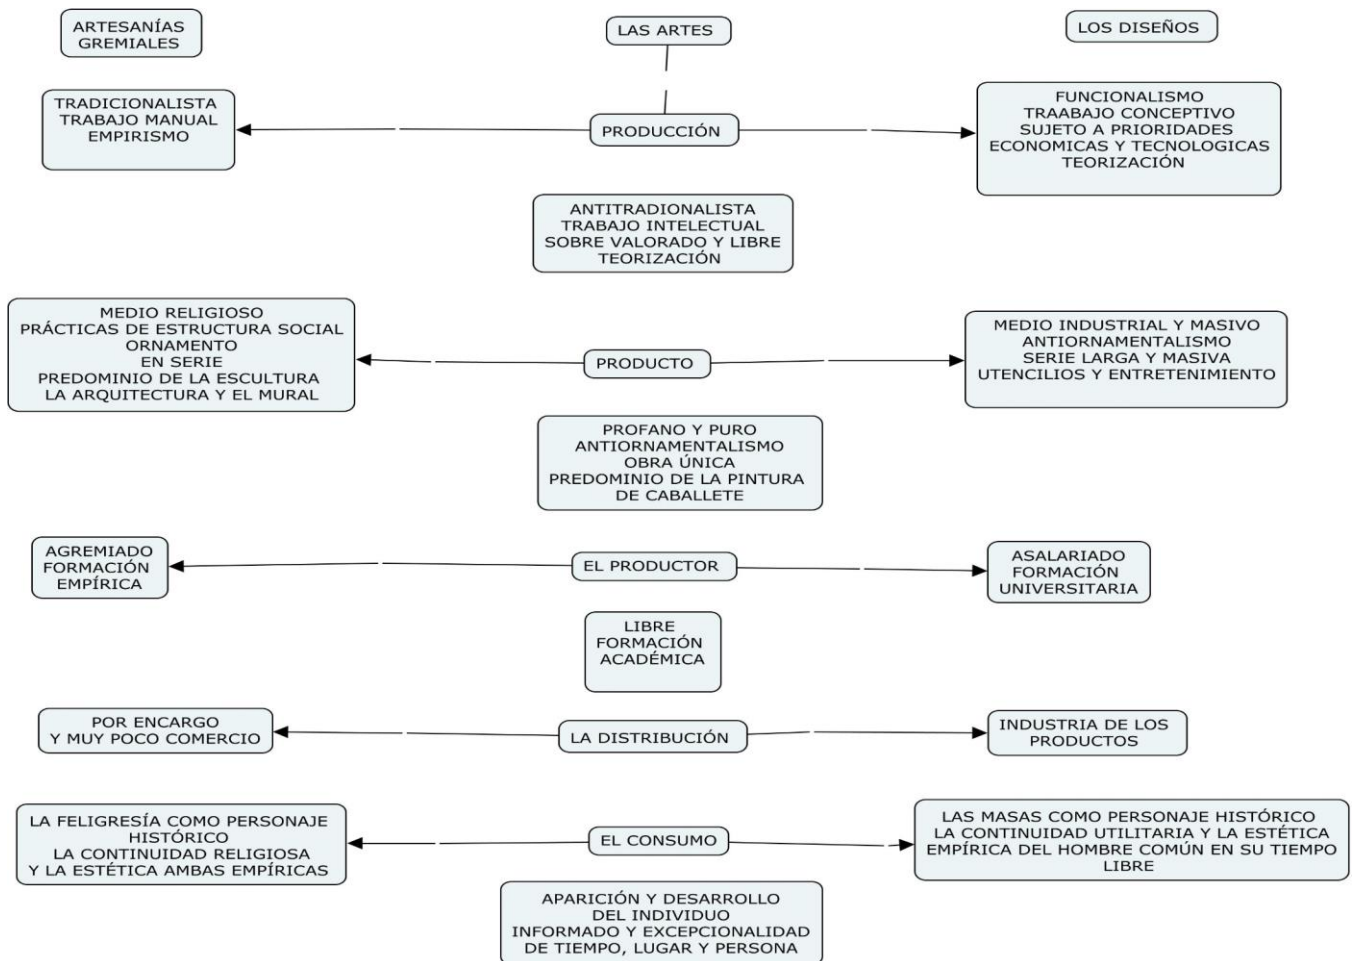 ARTESANÍAS
GREMIALES
LAS ARTES
LOS DISEÑOS
TRADICIONALISTA
TRABAJO MANUAL
EMPIRISMO
PRODUCCIÓN
FUNCIONALISMO
TRAABAJO CONCEPTIVO
SUJETO A PRIORIDADES
ECONOMICAS Y TECNOLOGICAS
TEORIZACIÓN
ANTITRADIONALISTA
TRABAJO INTELECTUAL
SOBRE VALORADO Y LIBRE
TEORIZACIÓN
MEDIO RELIGIOSO
PRÁCTICAS DE ESTRUCTURA SOCIAL
ORNAMENTO
EN SERIE
PREDOMINIO DE LA ESCULTURA
LA ARQUITECTURA Y EL MURAL
PRODUCTO
MEDIO INDUSTRIAL Y MASIVO
ANTIORNAMENTALISMO
SERIE LARGA Y MASIVA
UTENCILIOS Y ENTRETENIMIENTO
PROFANO Y PURO
ANTIORNAMENTALISMO
OBRA ÚNICA
PREDOMINIO DE LA PINTURA
DE CABALLETE
AGREMIADO
FORMACIÓN
EMPÍRICA
EL PRODUCTOR
ASALARIADO
FORMACIÓN
UNIVERSITARIA
LIBRE
FORMACIÓN
ACADÉMICA
POR ENCARGO
Y MUY POCO COMERCIO
LA DISTRIBUCIÓN
INDUSTRIA DE LOS
PRODUCTOS
LA FELIGRESÍA COMO PERSONAJE
HISTÓRICO
LA CONTINUIDAD RELIGIOSA
Y LA ESTÉTICA AMBAS EMPÍRICAS
EL CONSUMO
LAS MASAS COMO PERSONAJE HISTÓRICO
LA CONTINUIDAD UTILITARIA Y LA ESTÉTICA
EMPÍRICA DEL HOMBRE COMÚN EN SU TIEMPO
LIBRE
APARICIÓN Y DESARROLLO
DEL INDIVIDUO
INFORMADO Y EXCEPCIONALIDAD
DE TIEMPO, LUGAR Y PERSONA